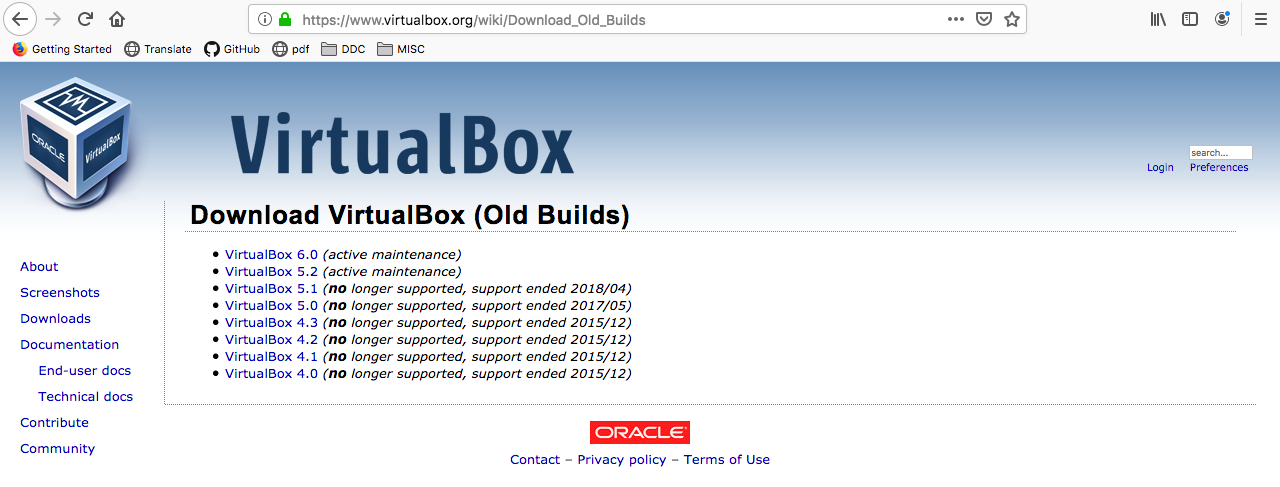 https://www.virtualbox.org/wiki/Download_Old_Builds
Getting Started Translate GitHub pdf DDC MISC
ORACLE VirtualBox
VirtualBox
search...
Login Preferences
Download VirtualBox (Old Builds)
VirtualBox 6.0 (active maintenance)
VirtualBox 5.2 (active maintenance)
VirtualBox 5.1 (no longer supported, support ended 2018/04)
VirtualBox 5.0 (no longer supported, support ended 2017/05)
VirtualBox 4.3 (no longer supported, support ended 2015/12)
VirtualBox 4.2 (no longer supported, support ended 2015/12)
VirtualBox 4.1 (no longer supported, support ended 2015/12)
VirtualBox 4.0 (no longer supported, support ended 2015/12)
About
Screenshots
Downloads
Documentation
End-user docs
Technical docs
Contribute
Community
ORACLE
Contact – Privacy policy – Terms of Use